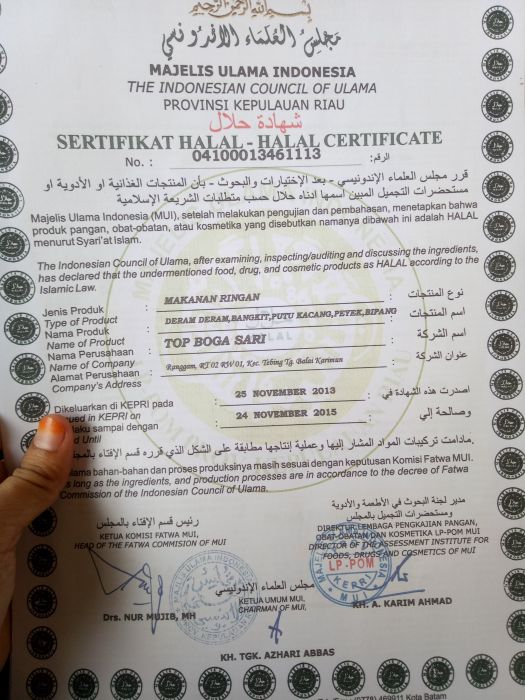 بسم الله الرحمن الرحيم
مجلس العلماء الاندونيسي
MAJELIS ULAMA INDONESIA
THE INDONESIAN COUNCIL OF ULAMA
PROVINSI KEPULAUAN RIAU
شهادة حلال
SERTIFIKAT HALAL - HALAL CERTIFICATE
No. : 04100013461113 الرقم:
قرر مجلس العلماء الإندونيسي - بعد الإختبارات والبحوث - بأن المنتجات الغذائية أو الأدوية او
مستحضرات التجميل المبين اسمها ادناه حلال حسب متطلبات الشريعة الإسلامية
Majelis Ulama Indonesia (MUI), setelah melakukan pengujian dan pembahasan, menetapkan bahwa
produk pangan, obat-obatan, atau kosmetika yang disebutkan namanya dibawah ini adalah HALAL
menurut Syari'at Islam.
The Indonesian Council of Ulama, after examining, inspecting/auditing and discussing the ingredients,
has declared that the undermentioned food, drug, and cosmetic products as HALAL according to the
Islamic Law.
Jenis Produk : MAKANAN RINGAN نوع المنتجات :
Type of Product
Nama Produk : DERAM DERAM,BANGKIT,PUTU KACANG,PEYEK,BIPANG اسم المنتجات :
Name of Product
Nama Perusahaan : TOP BOGA SARI اسم الشركة :
Name of Company
Alamat Perusahaan : Ranggam, RT 02 RW 01, Kec. Tebing Tg. Balai Karimun عنوان الشركة :
Company's Address
Dikeluarkan di KEPRI pada : 25 NOVEMBER 2013 اصدرت هذه الشهادة في :
ued in KEPRI on
laku sampai dengan : 24 NOVEMBER 2015 وصالحة إلي :
d Until
مادامت تركيبات المواد المشار إليها وعملية إنتاجها مطابقة على الشكل الذي قرره قسم الإفتاء بالمجلس.
lama bahan-bahan dan proses produksinya masih sesuai dengan keputusan Komisi Fatwa MUI.
s long as the ingredients, and production processes are in accordance to the decree of Fatwa
Commission of the Indonesian Council of Ulama.
رئيس قسم الإفتاء بالمجلس
KETUA KOMISI FATWA MUI,
HEAD OF THE FATWA COMMISION OF MUI
مدير لجنة البحوث في الأطعمة والأدوية
ومستحضرات التجميل بالمجلس
DIREKTUR LEMBAGA PENGKAJIAN PANGAN,
OBAT-OBATAN DAN KOSMETIKA LP-POM MUI
DIRECTOR OF THE ASSESSMENT INSTITUTE FOR
FOODS, DRUGS AND COSMETICS OF MUI
LP-POM
KEPRI
MUI
مجلس العلماء الإندونيسي
KETUA UMUM MUI,
CHAIRMAN OF MUI,
Drs. NUR MUJIB, MH
KH. A. KARIM AHMAD
KH. TGK. AZHARI ABBAS
469911 Kota Batam